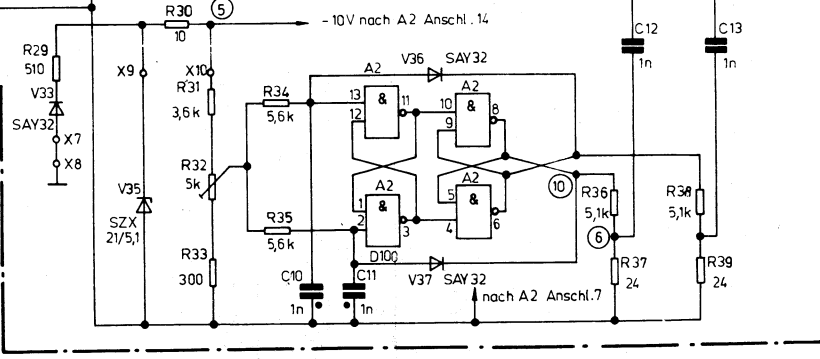 R30
10
5
-10V nach A2 Anschl.14
C12
1n
C13
1n
R29
510
V33
SAY32
X7
X8
X9
X10
R31
3,6k
R34
5,6k
A2
V36
SAY32
A2
&
13
12
11
&
10
9
8
R32
5k
V35
SZX
21/5,1
R35
5,6k
A2
&
1
2
3
D100
A2
&
5
4
6
10
R36
5,1k
6
R38
5,1k
R33
300
C10
1n
C11
1n
V37
SAY32
nach A2 Anschl.7
R37
24
R39
24